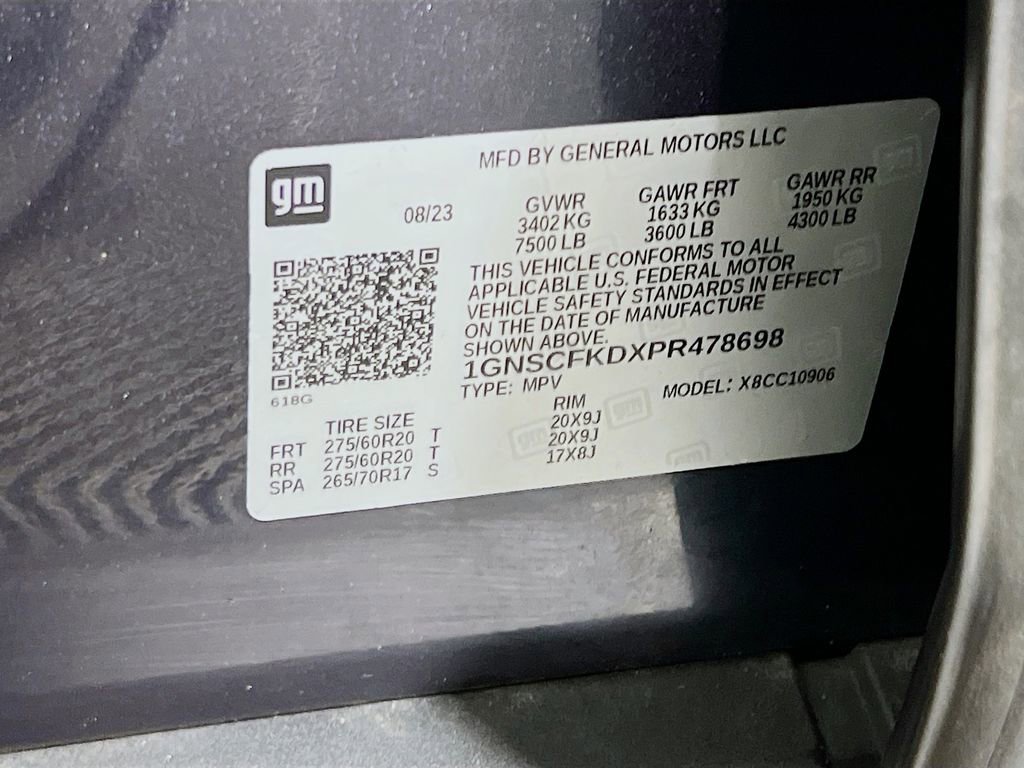 MFD BY GENERAL MOTORS LLC
gm
08/23
GVWR GAWR FRT GAWR RR
3402 KG 1633 KG 1950 KG
7500 LB 3600 LB 4300 LB
THIS VEHICLE CONFORMS TO ALL
APPLICABLE U.S. FEDERAL MOTOR
VEHICLE SAFETY STANDARDS IN EFFECT
ON THE DATE OF MANUFACTURE
SHOWN ABOVE.
1GNSCFKDXPR478698
TYPE: MPV MODEL: X8CC10906
618G
TIRE SIZE RIM
FRT 275/60R20 T 20X9J
RR 275/60R20 T 20X9J
SPA 265/70R17 S 17X8J